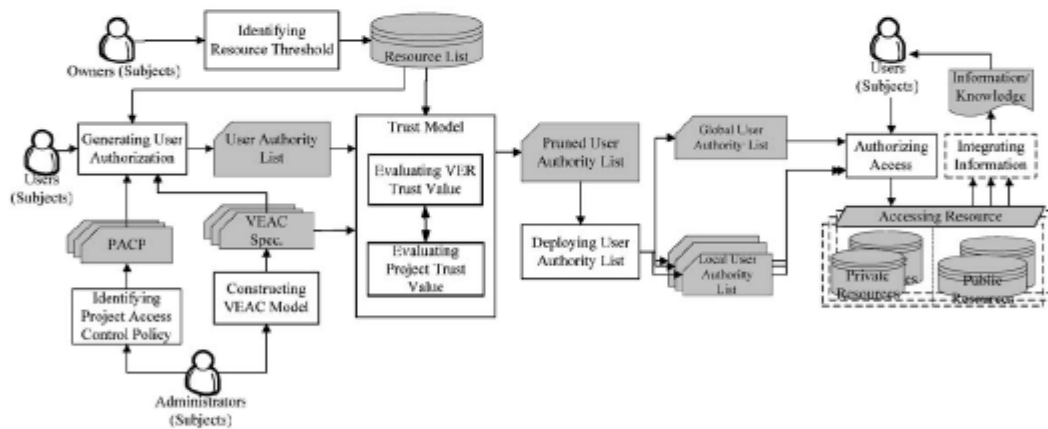 Identifying
Resource Threshold
Owners (Subjects)
Resource List
Users
(Subjects)
Information/
Knowledge
Generating User
Authorization
User Authority
List
Trust Model
Evaluating VER
Trust Value
Evaluating Project Trust
Value
Pruned User
Authority List
Global User
Authority List
Authorizing
Access
Integrating
Information
Users
(Subjects)
PACP
VEAC
Spec.
Deploying User
Authority List
Local User
Authority
List
Accessing Resource
Private
Resources
Public
Resources
Identifying
Project Access
Control Policy
Constructing
VEAC Model
Administrators
(Subjects)